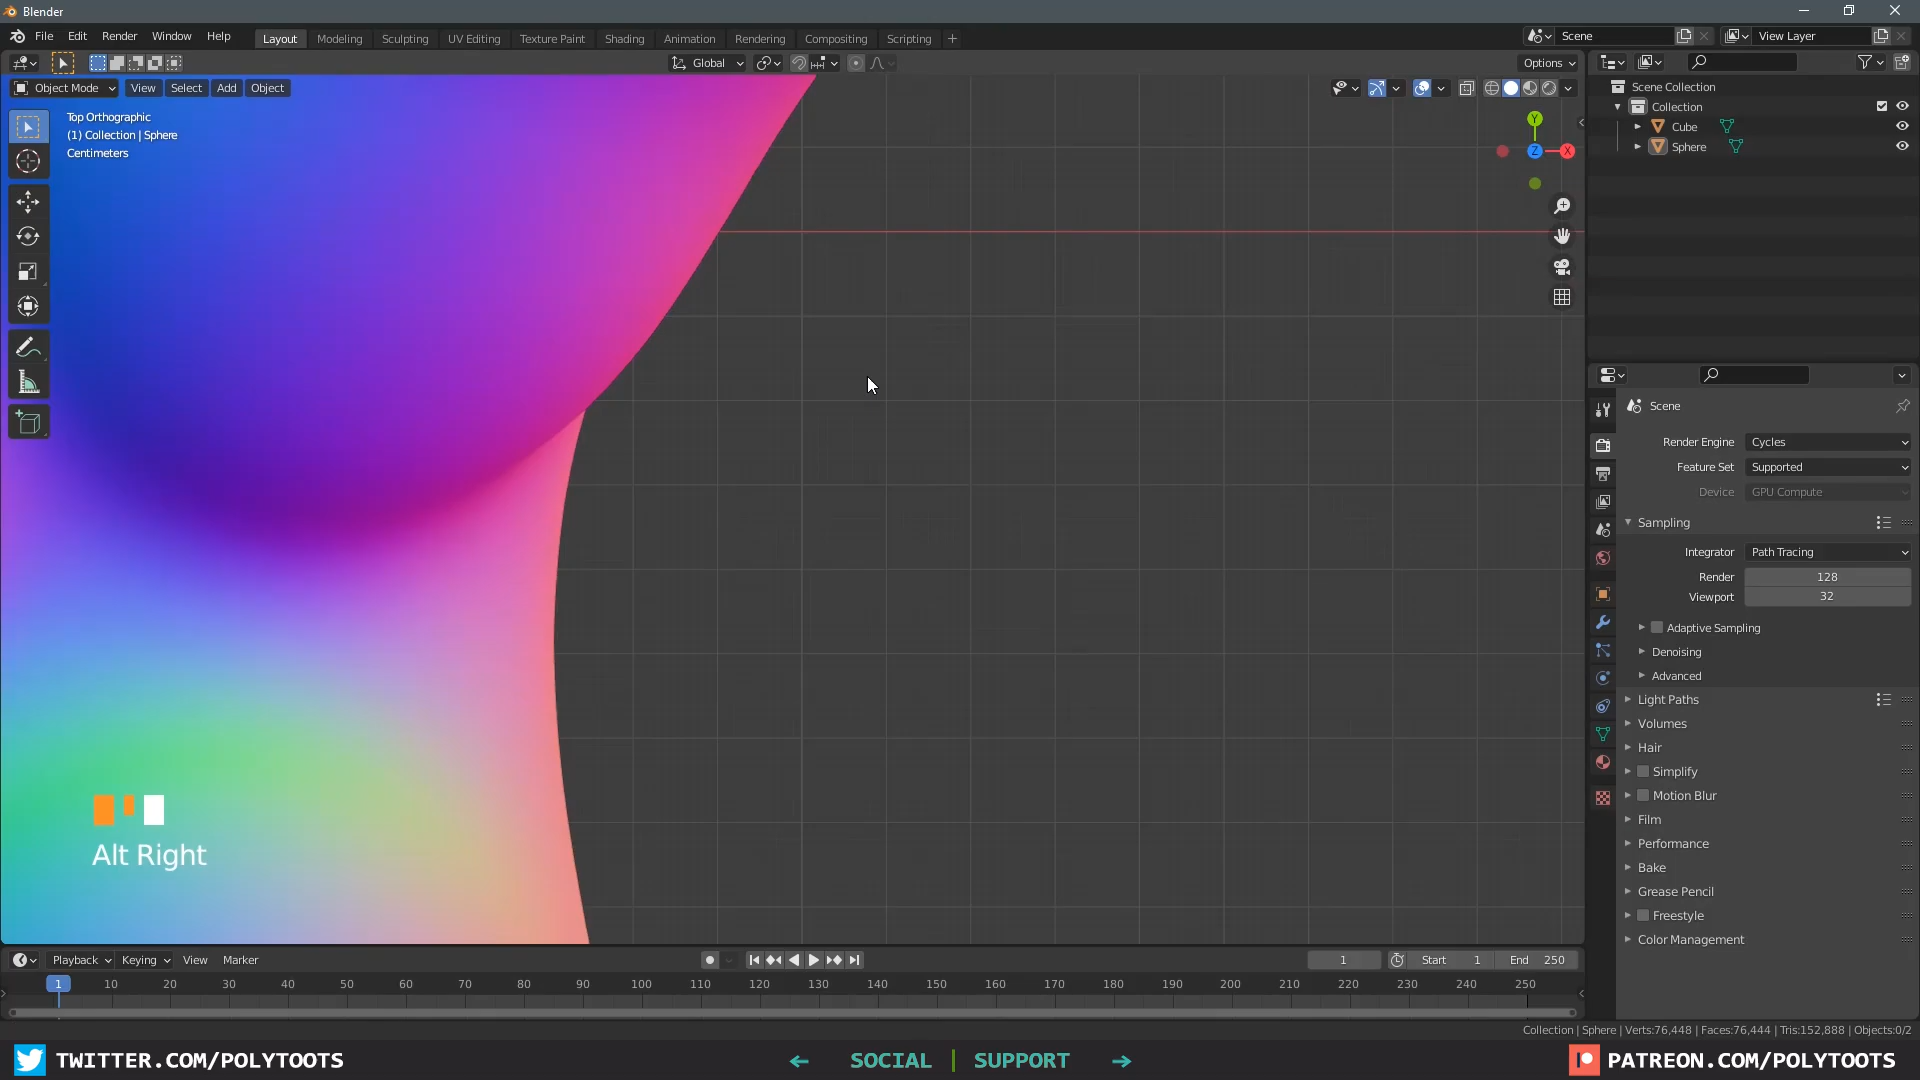 Blender
File Edit Render Window Help
Layout Modeling Sculpting UV Editing Texture Paint Shading Animation Rendering Compositing Scripting
Scene
View Layer
Global
Options
Object Mode View Select Add Object
Top Orthographic
(1) Collection | Sphere
Centimeters
Y
Z
X
Scene Collection
Collection
Cube
Sphere
Scene
Render Engine Cycles
Feature Set Supported
Device GPU Compute
Sampling
Integrator Path Tracing
Render 128
Viewport 32
Adaptive Sampling
Denoising
Advanced
Light Paths
Volumes
Hair
Simplify
Motion Blur
Film
Performance
Bake
Grease Pencil
Freestyle
Color Management
Alt Right
Playback Keying View Marker
1 Start 1 End 250
1 10 20 30 40 50 60 70 80 90 100 110 120 130 140 150 160 170 180 190 200 210 220 230 240 250
Collection | Sphere | Verts:76,448 | Faces:76,444 | Tris:152,888 | Objects:0/2
TWITTER.COM/POLYTOOTS
← SOCIAL | SUPPORT →
PATREON.COM/POLYTOOTS